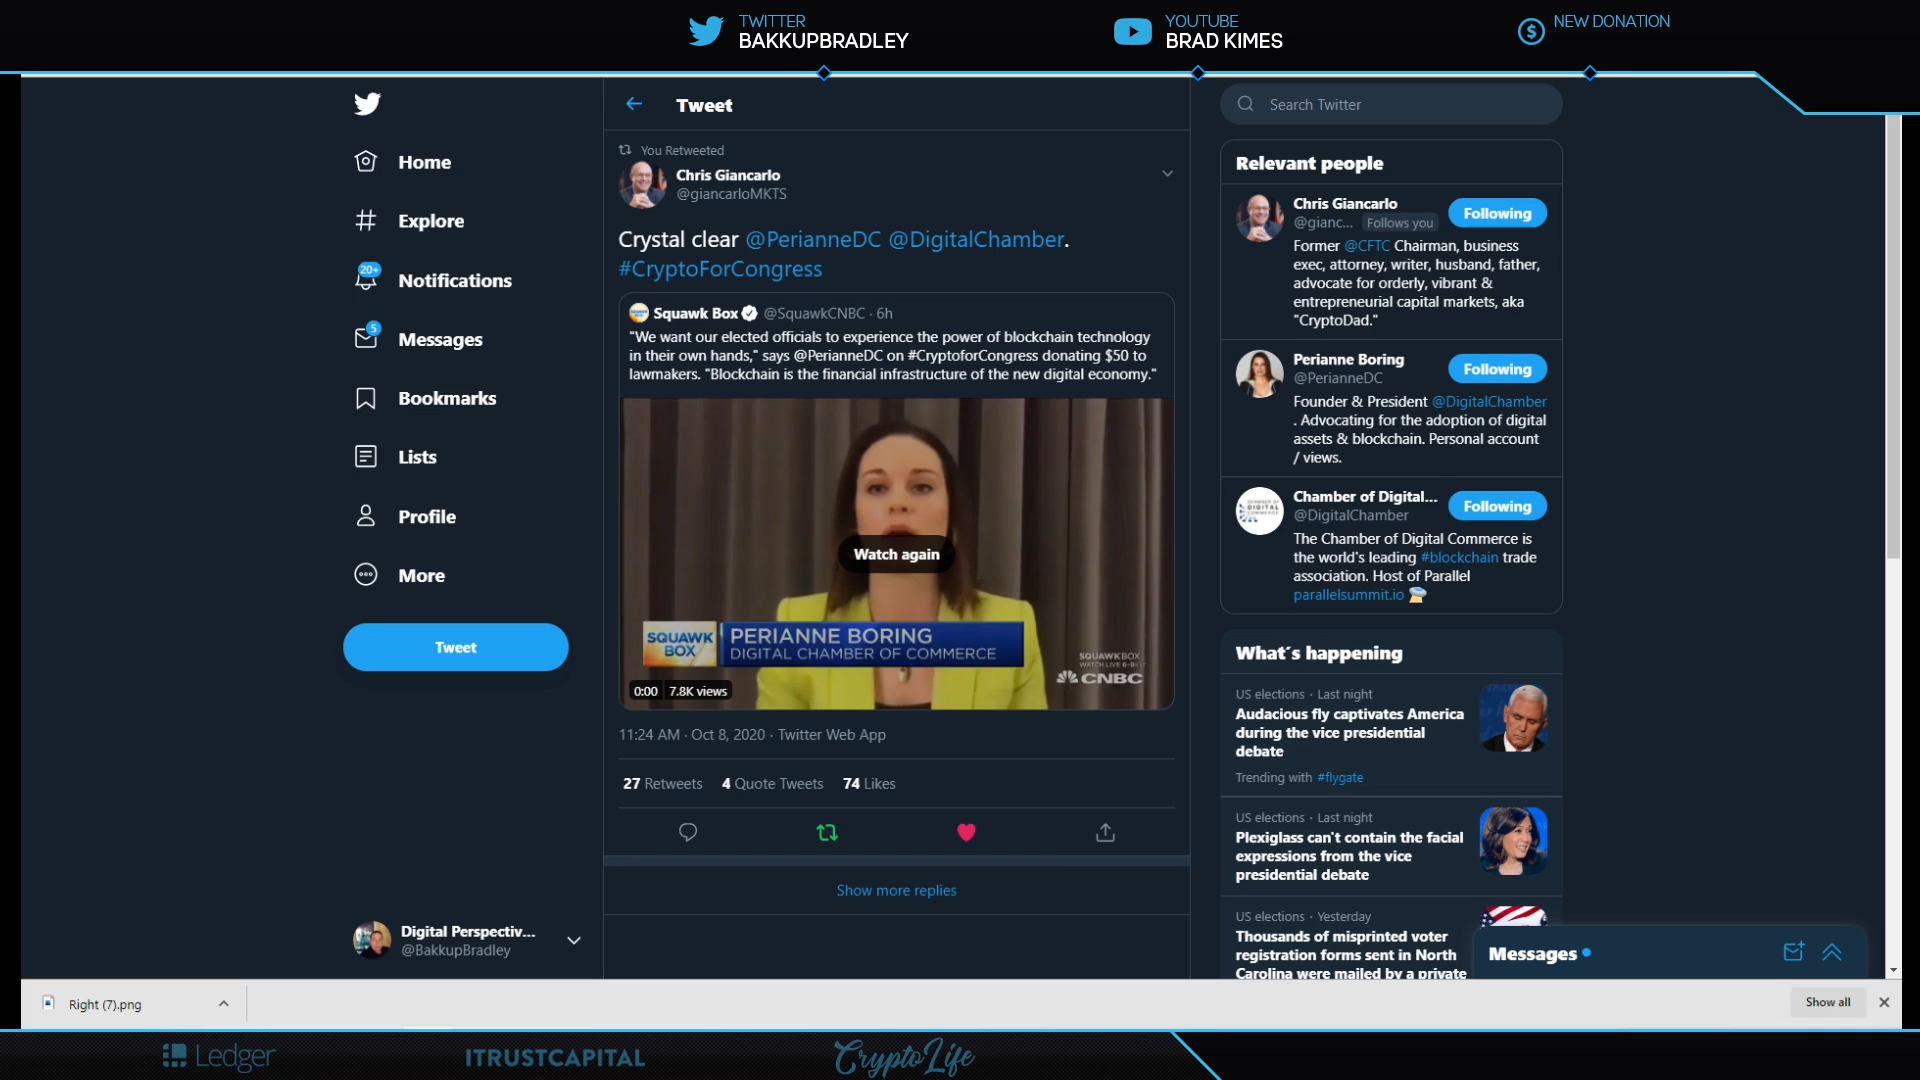 TWITTER
BAKKUPBRADLEY
YOUTUBE
BRAD KIMES
NEW DONATION
Home
Explore
20+
Notifications
5
Messages
Bookmarks
Lists
Profile
More
Tweet
Digital Perspectiv...
@BakkupBradley
Tweet
You Retweeted
Chris Giancarlo
@giancarloMKTS
Crystal clear @PerianneDC @DigitalChamber.
#CryptoForCongress
Squawk Box @SquawkCNBC · 6h
"We want our elected officials to experience the power of blockchain technology
in their own hands," says @PerianneDC on #CryptoforCongress donating $50 to
lawmakers. "Blockchain is the financial infrastructure of the new digital economy."
Watch again
SQUAWK BOX
PERIANNE BORING
DIGITAL CHAMBER OF COMMERCE
SQUAWK BOX
CNBC
0:00 7.8K views
11:24 AM · Oct 8, 2020 · Twitter Web App
27 Retweets 4 Quote Tweets 74 Likes
Show more replies
Search Twitter
Relevant people
Chris Giancarlo
@gianc... Follows you
Following
Former @CFTC Chairman, business
exec, attorney, writer, husband, father,
advocate for orderly, vibrant &
entrepreneurial capital markets, aka
"CryptoDad."
Perianne Boring
@PerianneDC
Following
Founder & President @DigitalChamber
. Advocating for the adoption of digital
assets & blockchain. Personal account
/ views.
Chamber of Digital...
@DigitalChamber
Following
The Chamber of Digital Commerce is
the world's leading #blockchain trade
association. Host of Parallel
parallelsummit.io
What's happening
US elections · Last night
Audacious fly captivates America
during the vice presidential
debate
Trending with #flygate
US elections · Last night
Plexiglass can't contain the facial
expressions from the vice
presidential debate
US elections · Yesterday
Thousands of misprinted voter
registration forms sent in North
Carolina were mailed by a private
Messages
Right (7).png
Show all
Ledger
ITRUSTCAPITAL
CryptoLife